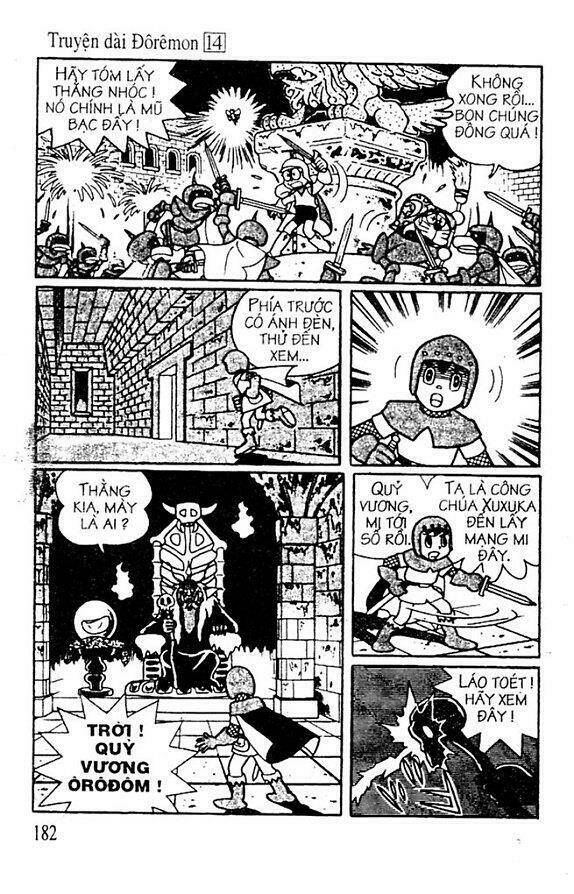 Truyện dài Đôrêmon 14
HÃY TÓM LẤY
THẰNG NHÓC !
NÓ CHÍNH LÀ MŨ
BẠC ĐẤY !
KHÔNG
XONG RỒI...
BỌN CHÚNG
ĐÔNG QUÁ !
PHÍA TRƯỚC
CÓ ÁNH ĐÈN,
THỬ ĐẾN
XEM...
THẰNG
KIA, MÀY
LÀ AI ?
TRỜI !
QUỶ
VƯƠNG
ÔRÔĐÔM !
QUỶ
VƯƠNG,
MI TỚI
SỐ RỒI.
TA LÀ CÔNG
CHÚA XUXUKA
ĐẾN LẤY
MẠNG MI
ĐÂY.
LÁO TOÉT !
HÃY XEM
ĐÂY !
182